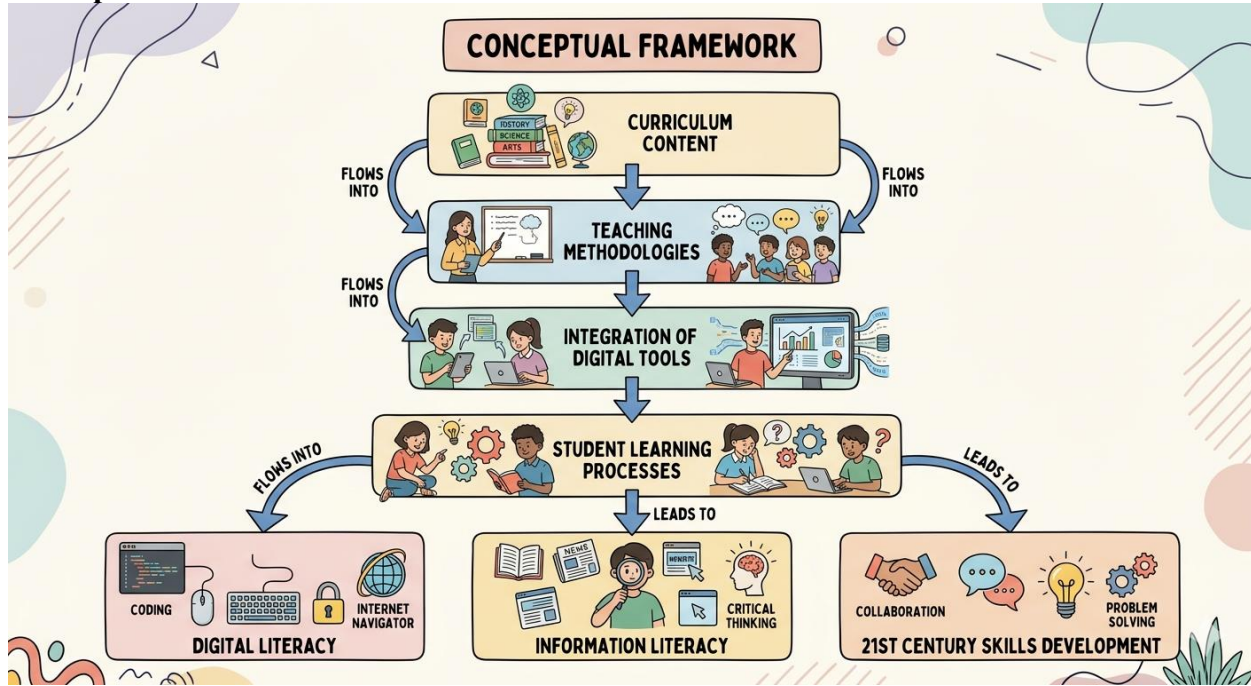 CONCEPTUAL FRAMEWORK
FOSTORY
BCIENCE
ARTS
CURRICULUM
CONTENT
FLOWS
INTO
FLOWS
INTO
TEACHING
METHODOLOGIES
FLOWS
INTO
INTEGRATION OF
DIGITAL TOOLS
STUDENT LEARNING
PROCESSES
FLOWS INTO
LEADS TO
LEADS TO
CODING
INTERNET
NAVIGATOR
DIGITAL LITERACY
NEWS
CRITICAL
THINKING
INFORMATION LITERACY
COLLABORATION
PROBLEM
SOLVING
21ST CENTURY SKILLS DEVELOPMENT